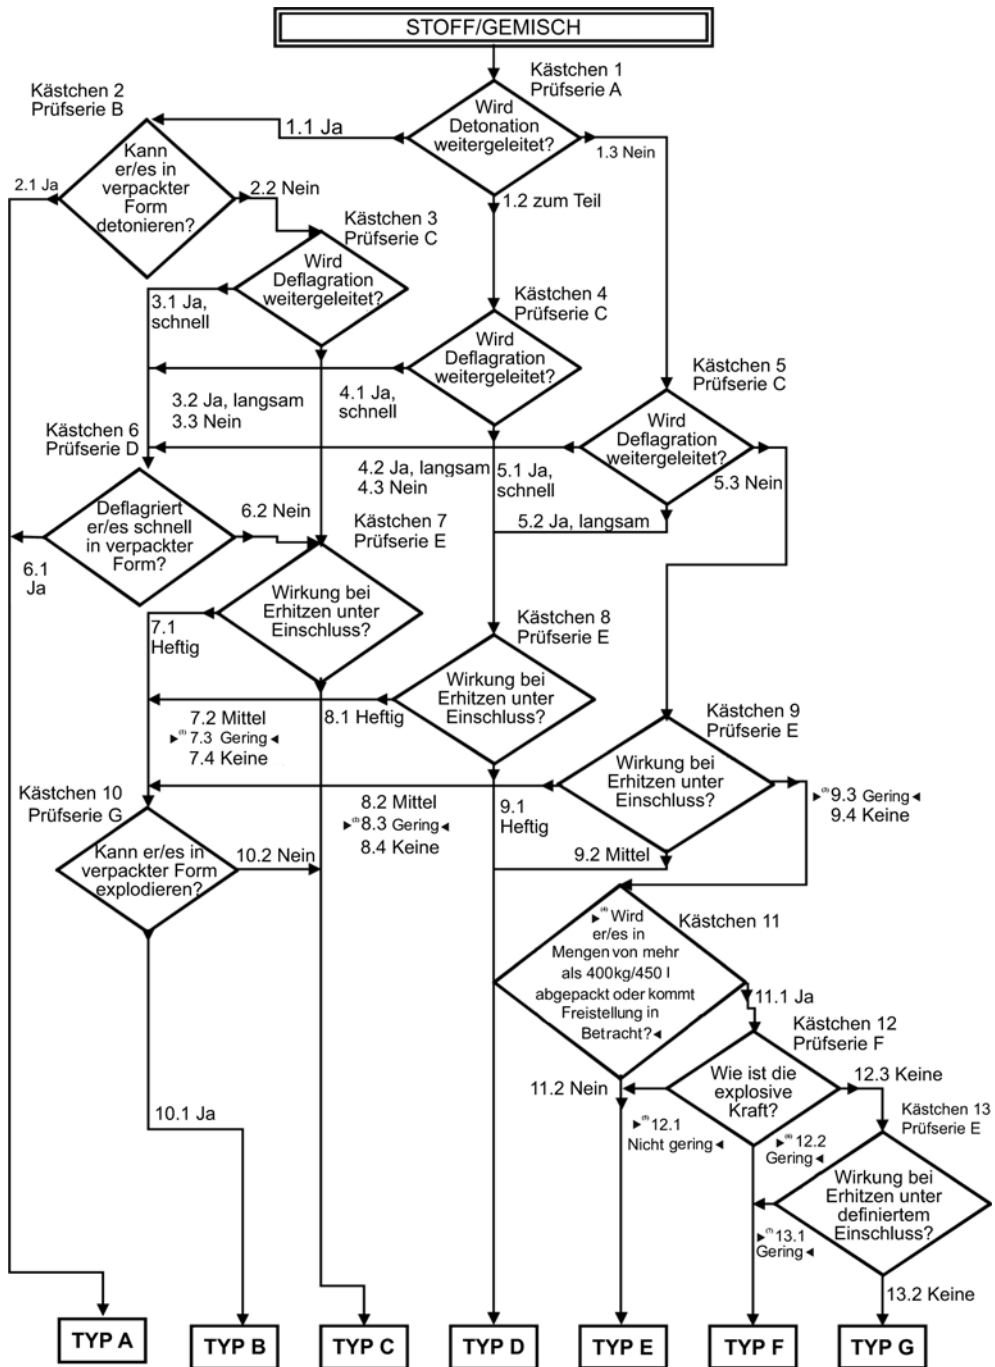 STOFF/GEMISCH
Kästchen 1
Prüfserie A
Wird
Detonation
weitergeleitet?
Kästchen 2
Prüfserie B
1.1 Ja
1.3 Nein
Kann
er/es in
verpackter
Form
detonieren?
2.1 Ja
2.2 Nein
1.2 zum Teil
Kästchen 3
Prüfserie C
Wird
Deflagration
weitergeleitet?
3.1 Ja,
schnell
Kästchen 4
Prüfserie C
Wird
Deflagration
weitergeleitet?
Kästchen 5
Prüfserie C
Wird
Deflagration
weitergeleitet?
3.2 Ja, langsam
3.3 Nein
4.1 Ja,
schnell
Kästchen 6
Prüfserie D
4.2 Ja, langsam
4.3 Nein
5.1 Ja,
schnell
5.3 Nein
5.2 Ja, langsam
Deflagriert
er/es schnell
in verpackter
Form?
6.1
Ja
6.2 Nein
Kästchen 7
Prüfserie E
Wirkung bei
Erhitzen unter
Einschluss?
7.1
Heftig
Kästchen 8
Prüfserie E
Wirkung bei
Erhitzen unter
Einschluss?
7.2 Mittel
►(1) 7.3 Gering◄
7.4 Keine
8.1 Heftig
Kästchen 9
Prüfserie E
Wirkung bei
Erhitzen unter
Einschluss?
8.2 Mittel
8.3 Gering◄
8.4 Keine
9.1
Heftig
9.3 Gering◄
9.4 Keine
9.2 Mittel
Kästchen 10
Prüfserie G
Kann er/es in
verpackter Form
explodieren?
10.2 Nein
10.1 Ja
Kästchen 11
Wird
er/es in
Mengen von mehr
als 400kg/450 l
abgepackt oder kommt
Freistellung in
Betracht?◄
11.1 Ja
11.2 Nein
Kästchen 12
Prüfserie F
Wie ist die
explosive
Kraft?
12.3 Keine
12.1
Nicht gering◄
12.2
Gering◄
Kästchen 13
Prüfserie E
Wirkung bei
Erhitzen unter
definiertem
Einschluss?
13.1
Gering◄
13.2 Keine
TYP A
TYP B
TYP C
TYP D
TYP E
TYP F
TYP G